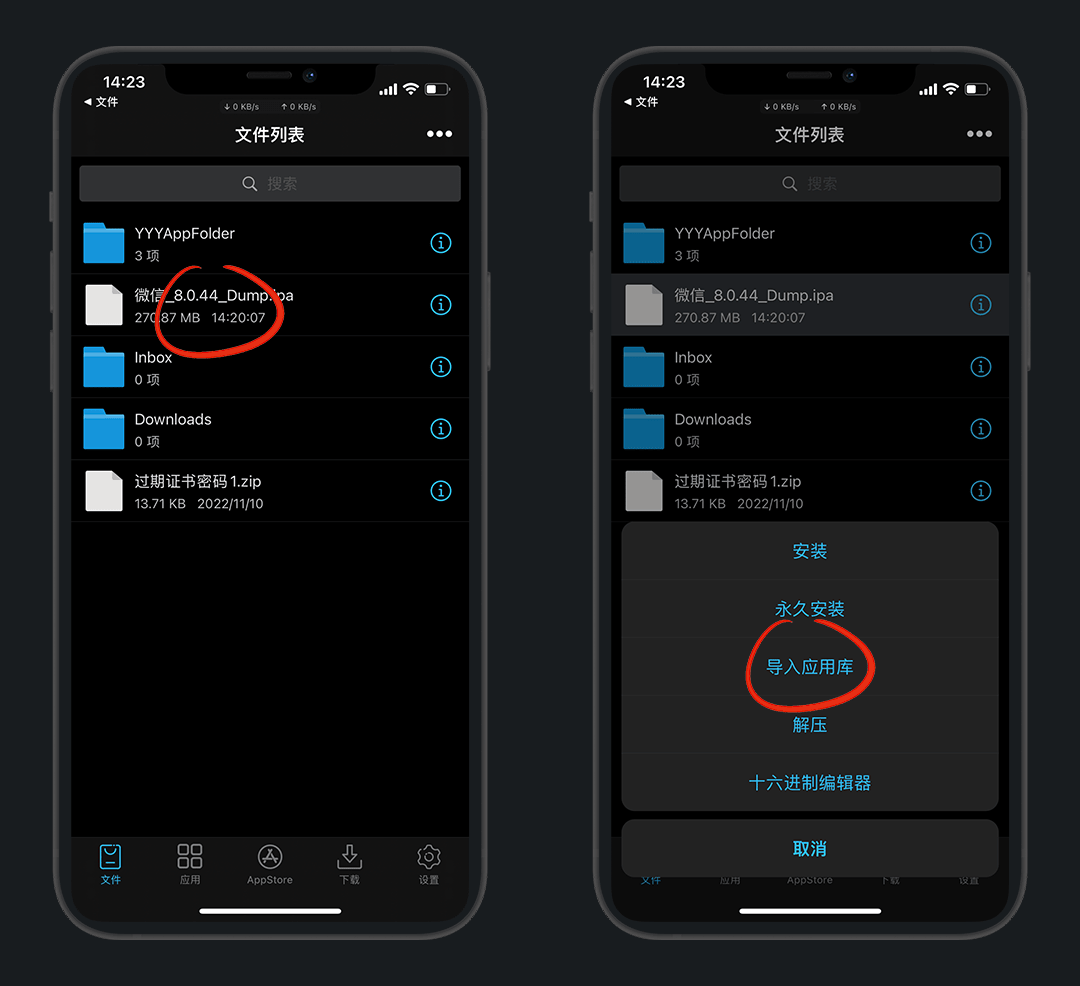 14:23
◀ 文件
↓ 0 KB/s ↑ 0 KB/s
文件列表
搜索
YYYAppFolder
3 项
微信_8.0.44_Dump.ipa
270.87 MB 14:20:07
Inbox
0 项
Downloads
0 项
过期证书密码1.zip
13.71 KB 2022/11/10
文件 应用 AppStore 下载 设置
14:23
◀ 文件
↓ 0 KB/s ↑ 0 KB/s
文件列表
搜索
YYYAppFolder
3 项
微信_8.0.44_Dump.ipa
270.87 MB 14:20:07
Inbox
0 项
Downloads
0 项
过期证书密码1.zip
13.71 KB 2022/11/10
安装
永久安装
导入应用库
解压
十六进制编辑器
取消
文件 应用 AppStore 下载 设置